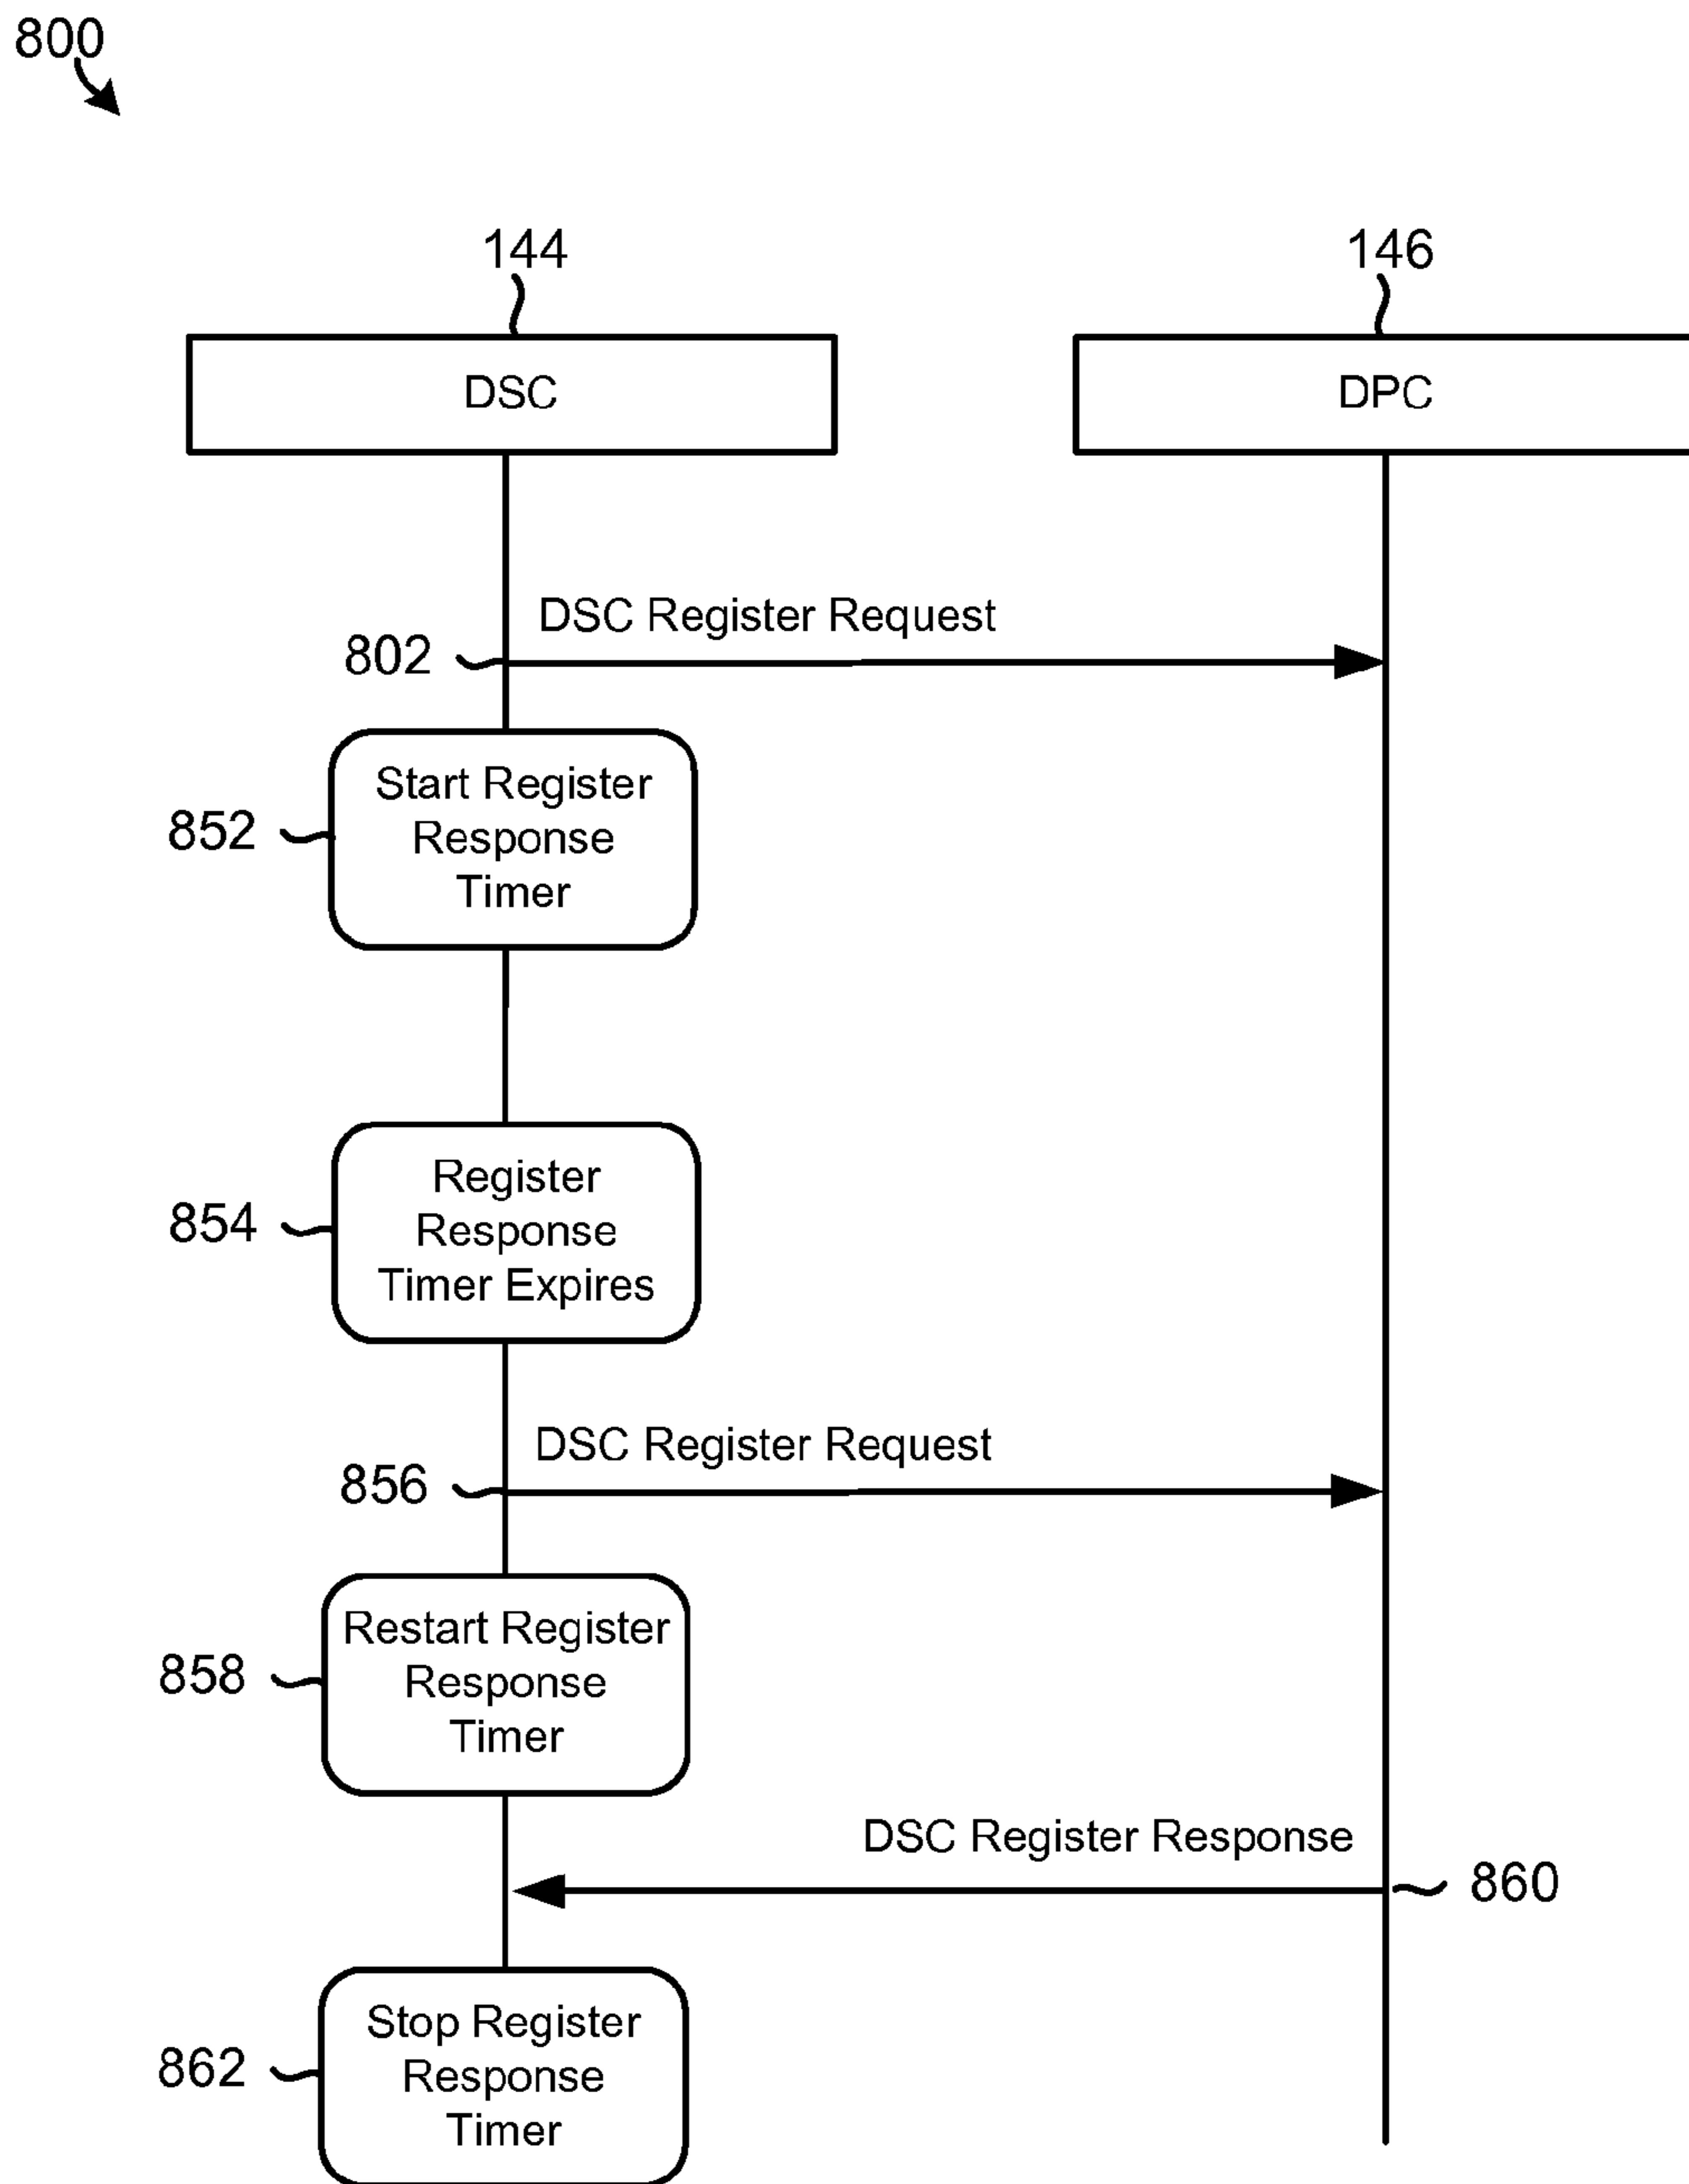 800
144
146
DSC
DPC
DSC Register Request
802
Start Register
Response
Timer
852
Register
Response
Timer Expires
854
DSC Register Request
856
Restart Register
Response
Timer
858
DSC Register Response
860
Stop Register
Response
Timer
862